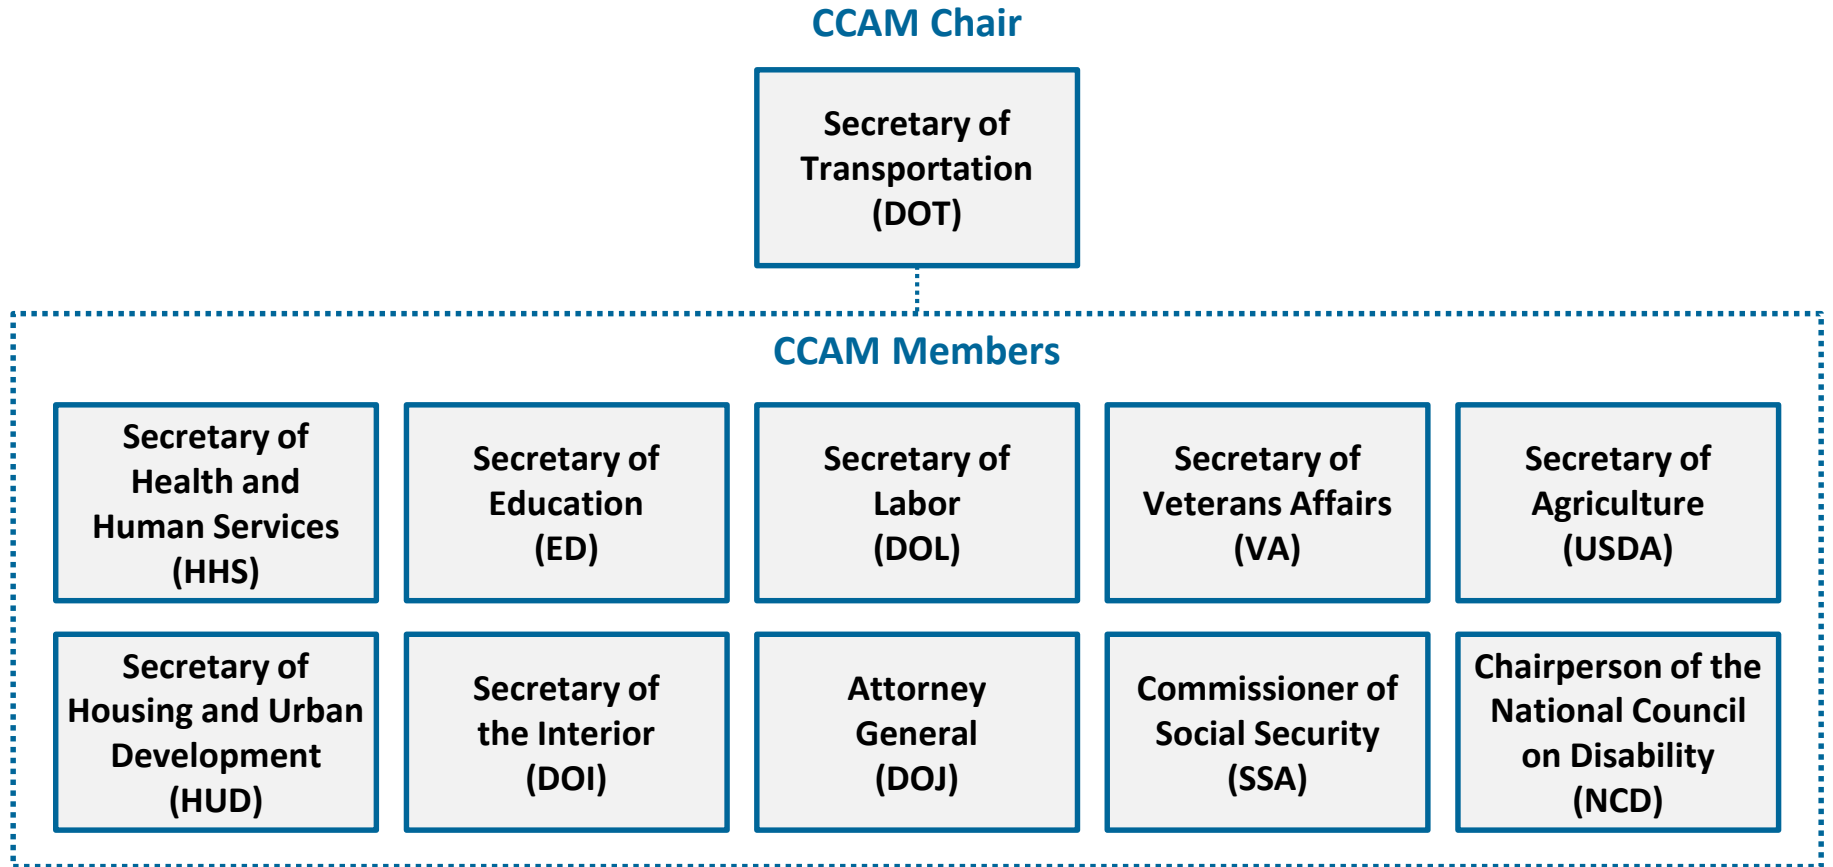 CCAM Chair
Secretary of
Transportation
(DOT)
CCAM Members
Secretary of
Health and
Human Services
(HHS)
Secretary of
Education
(ED)
Secretary of
Labor
(DOL)
Secretary of
Veterans Affairs
(VA)
Secretary of
Agriculture
(USDA)
Secretary of
Housing and Urban
Development
(HUD)
Secretary of
the Interior
(DOI)
Attorney
General
(DOJ)
Commissioner of
Social Security
(SSA)
Chairperson of the
National Council
on Disability
(NCD)